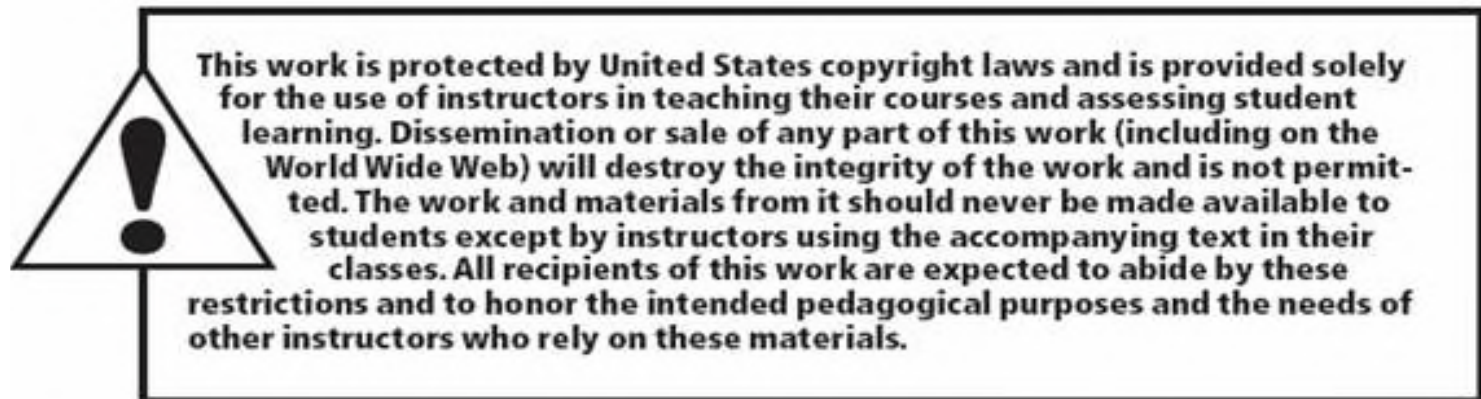 This work is protected by United States copyright laws and is provided solely
for the use of instructors in teaching their courses and assessing student
learning. Dissemination or sale of any part of this work (including on the
World Wide Web) will destroy the integrity of the work and is not permit-
ted. The work and materials from it should never be made available to
students except by instructors using the accompanying text in their
classes. All recipients of this work are expected to abide by these
restrictions and to honor the intended pedagogical purposes and the needs of
other instructors who rely on these materials.